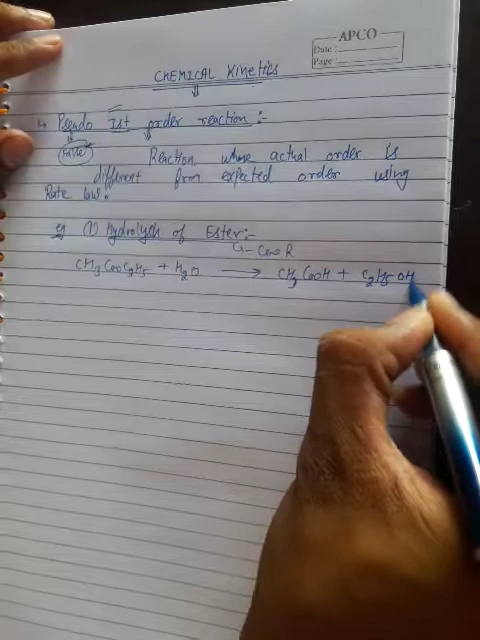 APCO
Date :
Page :
CHEMICAL Kinetics
↳ Pseudo Ist order reaction :-
False
Reaction whose actual order is
different from expected order using
Rate law.
eg (1) Hydrolysis of Ester:-
↳ - COOR
CH3COOC2H5 + H2O → CH3COOH + C2H5OH